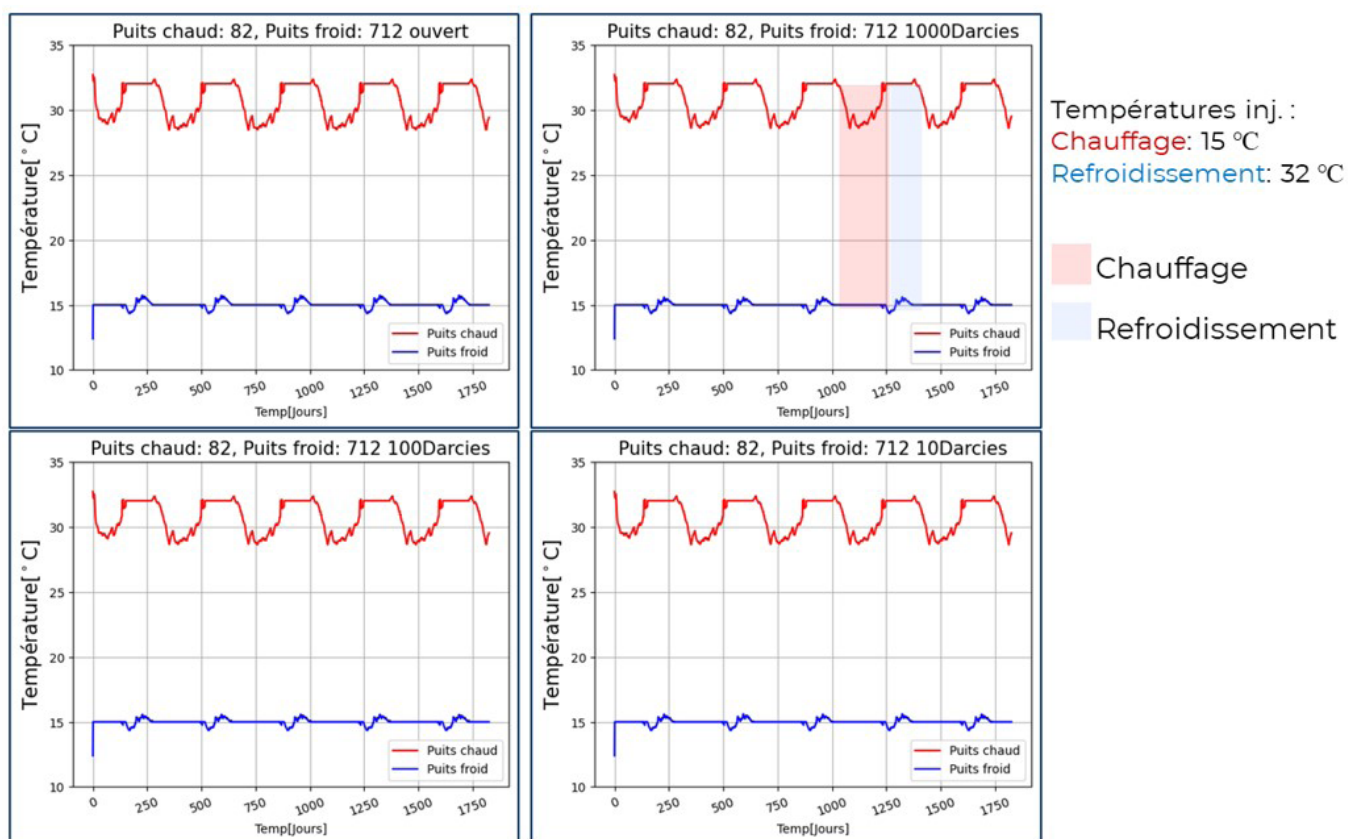 Puits chaud: 82, Puits froid: 712 ouvert
35
30
25
20
15
10
Température[°C]
Puits chaud
Puits froid
0
250
500
750
1000
1250
1500
1750
Temp[Jours]
Puits chaud: 82, Puits froid: 712 1000Darcies
35
30
25
20
15
10
Température[°C]
Puits chaud
Puits froid
0
250
500
750
1000
1250
1500
1750
Temp[Jours]
Températures inj. :
Chauffage: 15 °C
Refroidissement: 32 °C
Chauffage
Refroidissement
Puits chaud: 82, Puits froid: 712 100Darcies
35
30
25
20
15
10
Température[°C]
Puits chaud
Puits froid
0
250
500
750
1000
1250
1500
1750
Temp[Jours]
Puits chaud: 82, Puits froid: 712 10Darcies
35
30
25
20
15
10
Température[°C]
Puits chaud
Puits froid
0
250
500
750
1000
1250
1500
1750
Temp[Jours]